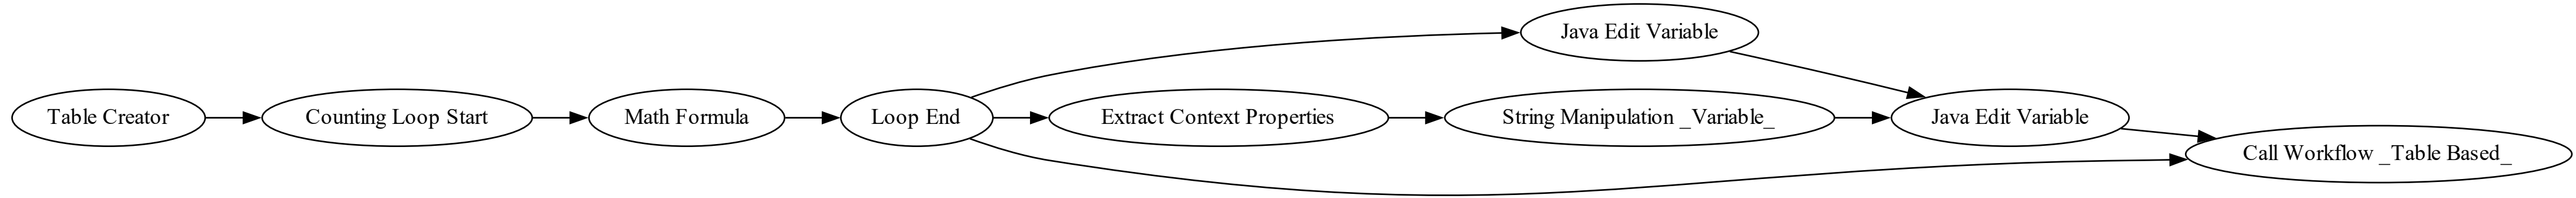 Java Edit Variable
Table Creator
Counting Loop Start
Math Formula
Loop End
Extract Context Properties
String Manipulation _Variable_
Java Edit Variable
Call Workflow _Table Based_